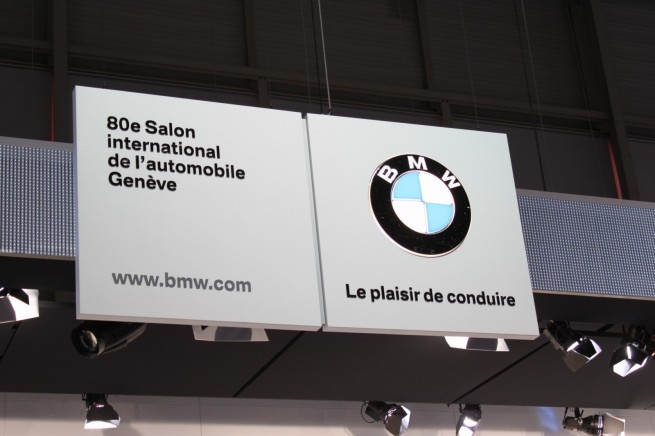 80e Salon
international
de l'automobile
Genève
www.bmw.com
BMW
Le plaisir de conduire